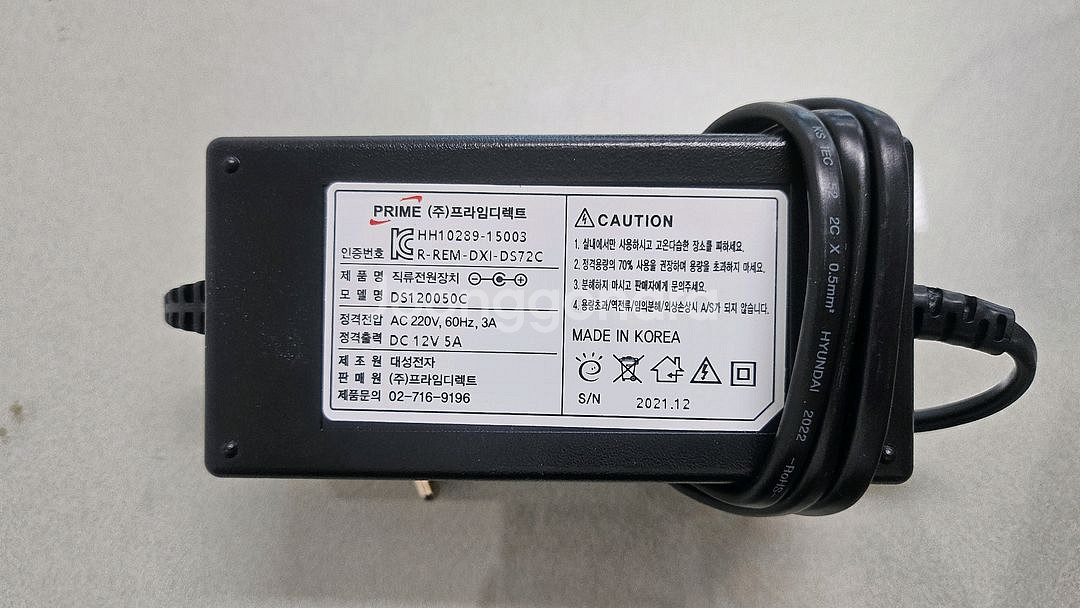 PRIME (주)프라임디렉트
HH10289-15003
인증번호 R-REM-DXI-DS72C
제 품 명 직류전원장치
모 델 명 DS120050C
정격전압 AC 220V, 60Hz, 3A
정격출력 DC 12V 5A
제 조 원 대성전자
판 매 원 (주)프라임디렉트
제품문의 02-716-9196
CAUTION
1. 실내에서만 사용하시고 고온다습한 장소를 피하세요.
2. 정격용량의 70% 사용을 권장하며 용량을 초과하지 마세요.
3. 분해하지 마시고 판매자에게 문의주세요.
4. 용량초과/역전류/임의분해/외상손상시 A/S가 되지 않습니다.
MADE IN KOREA
S/N 2021.12
KS IEC 52 2C X 0.5mm² HYUNDAI . 2022 -RoHS-